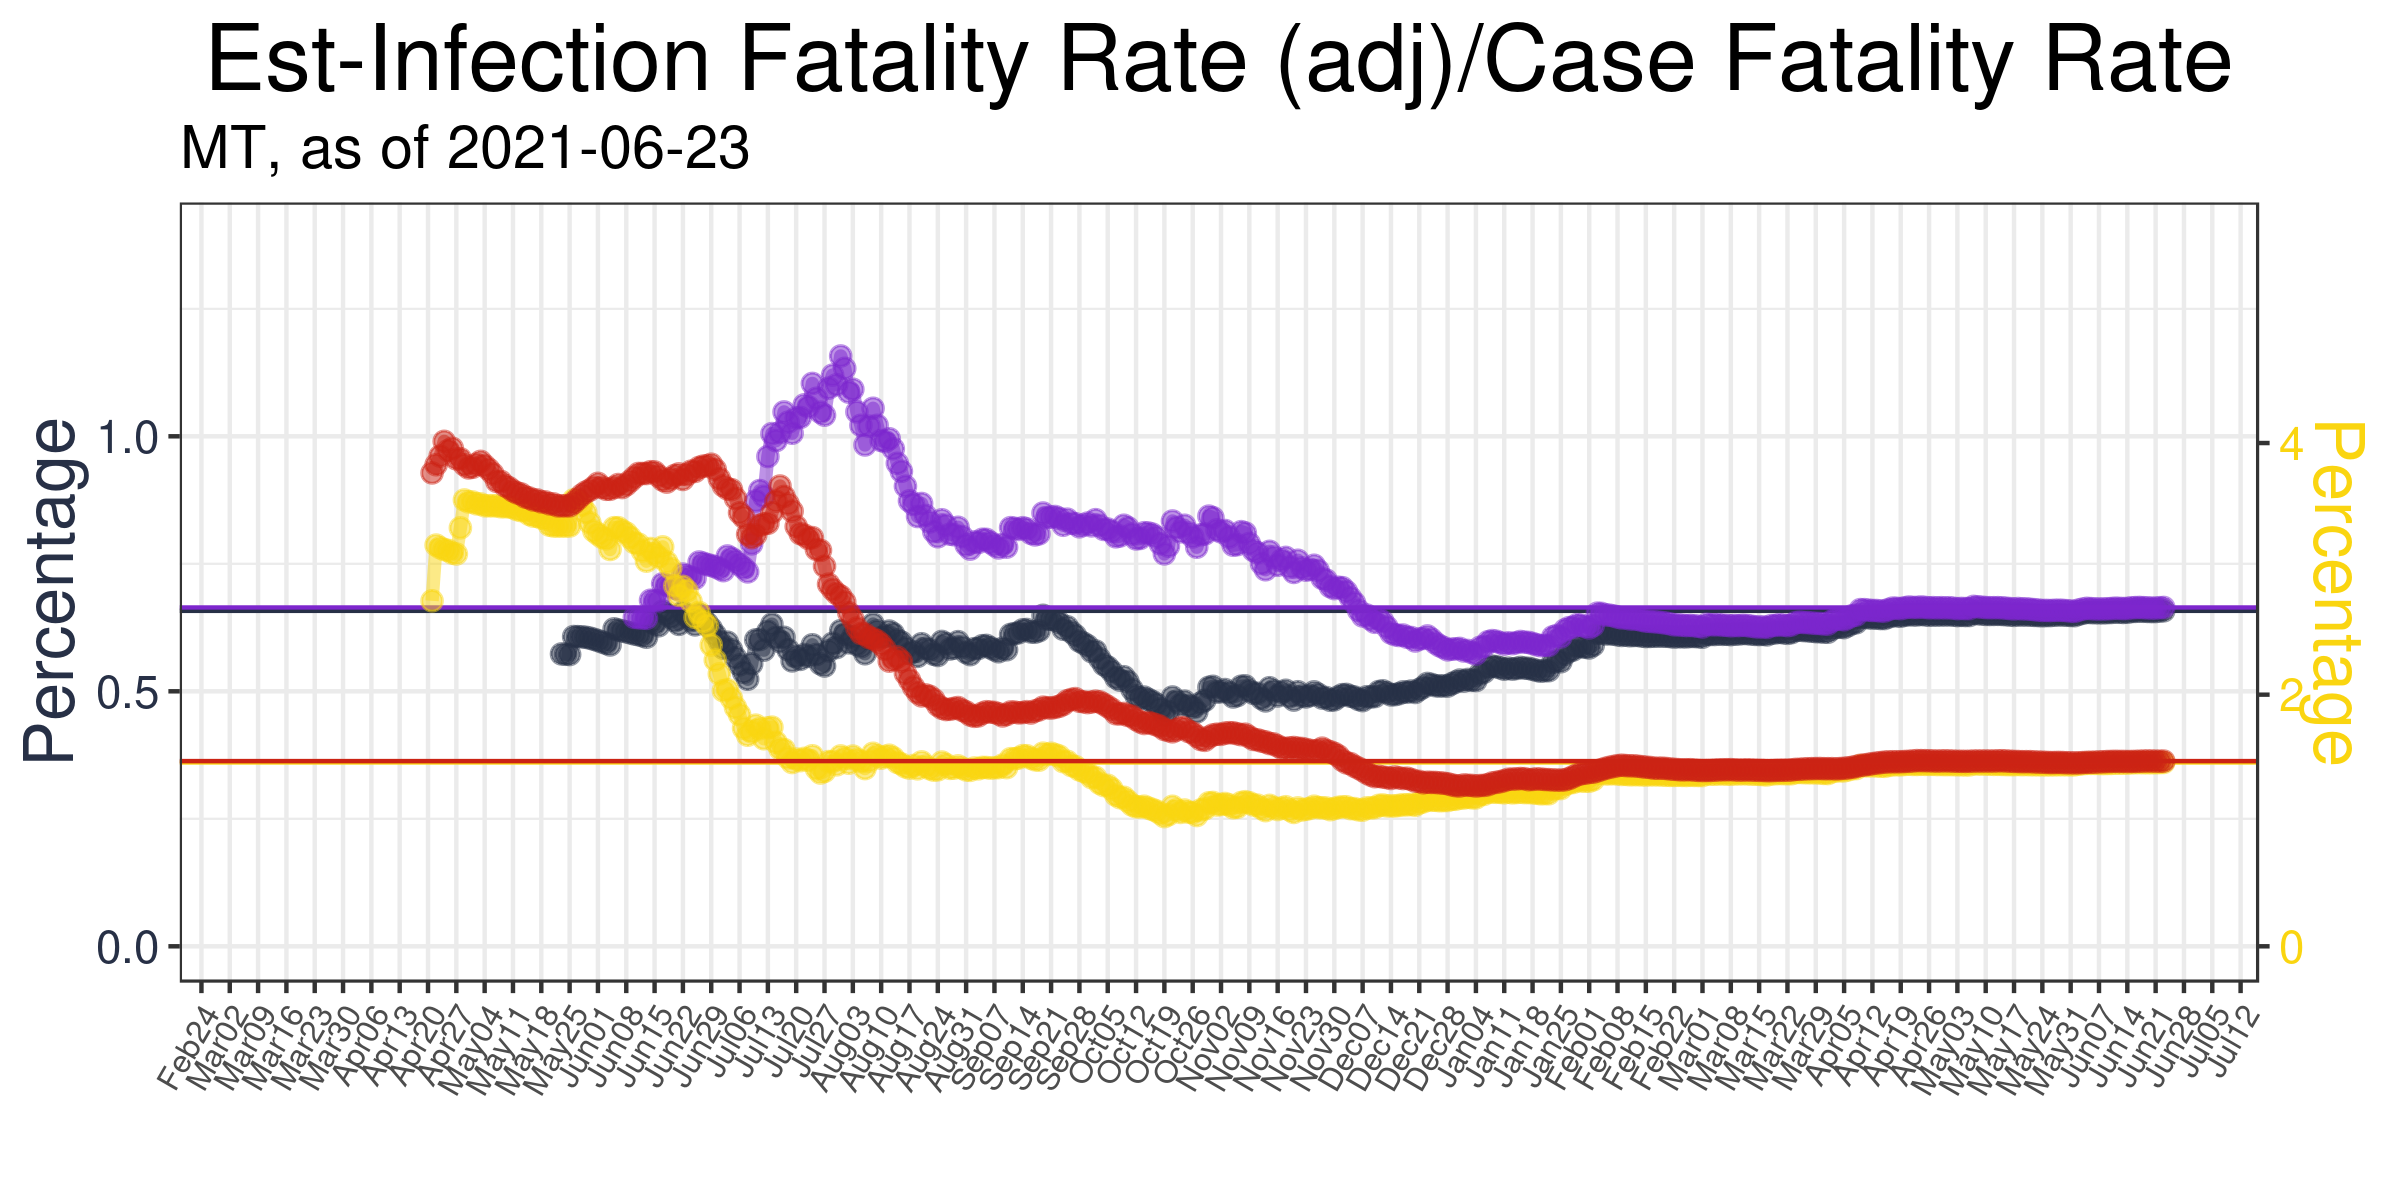 Est-Infection Fatality Rate (adj)/Case Fatality Rate
MT, as of 2021-06-23
Percentage
1.0
0.5
0.0
Percentage
4
2
0
Feb24
Mar02
Mar09
Mar16
Mar23
Mar30
Apr06
Apr13
Apr20
Apr27
May04
May11
May18
May25
Jun01
Jun08
Jun15
Jun22
Jun29
Jul06
Jul13
Jul20
Jul27
Aug03
Aug10
Aug17
Aug24
Aug31
Sep07
Sep14
Sep21
Sep28
Oct05
Oct12
Oct19
Oct26
Nov02
Nov09
Nov16
Nov23
Nov30
Dec07
Dec14
Dec21
Dec28
Jan04
Jan11
Jan18
Jan25
Feb01
Feb08
Feb15
Feb22
Mar01
Mar08
Mar15
Mar22
Mar29
Apr05
Apr12
Apr19
Apr26
May03
May10
May17
May24
May31
Jun07
Jun14
Jun21
Jun28
Jul05
Jul12